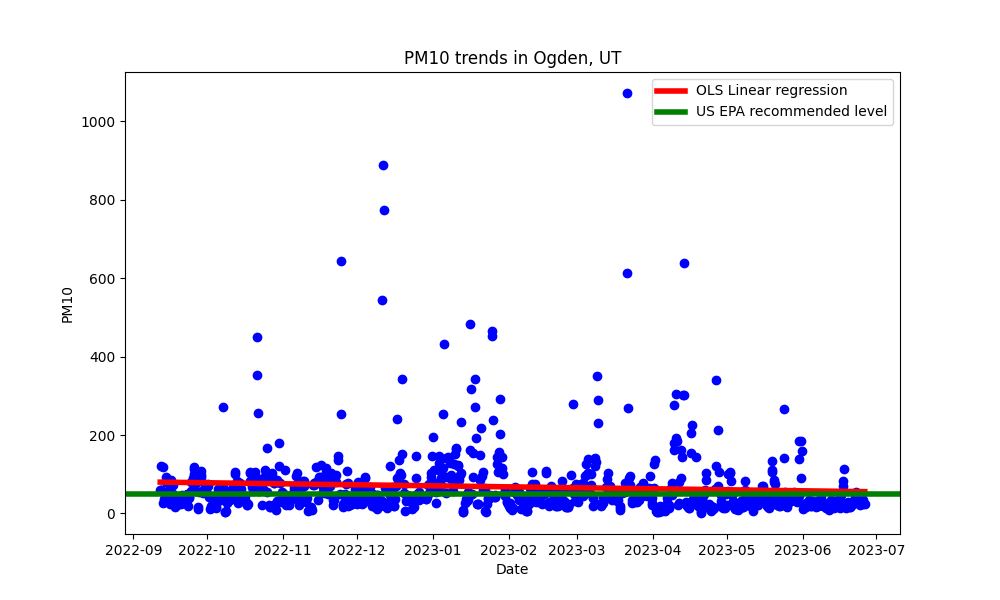 PM10 trends in Ogden, UT
OLS Linear regression
US EPA recommended level
1000
800
600
400
200
0
PM10
2022-09 2022-10 2022-11 2022-12 2023-01 2023-02 2023-03 2023-04 2023-05 2023-06 2023-07
Date